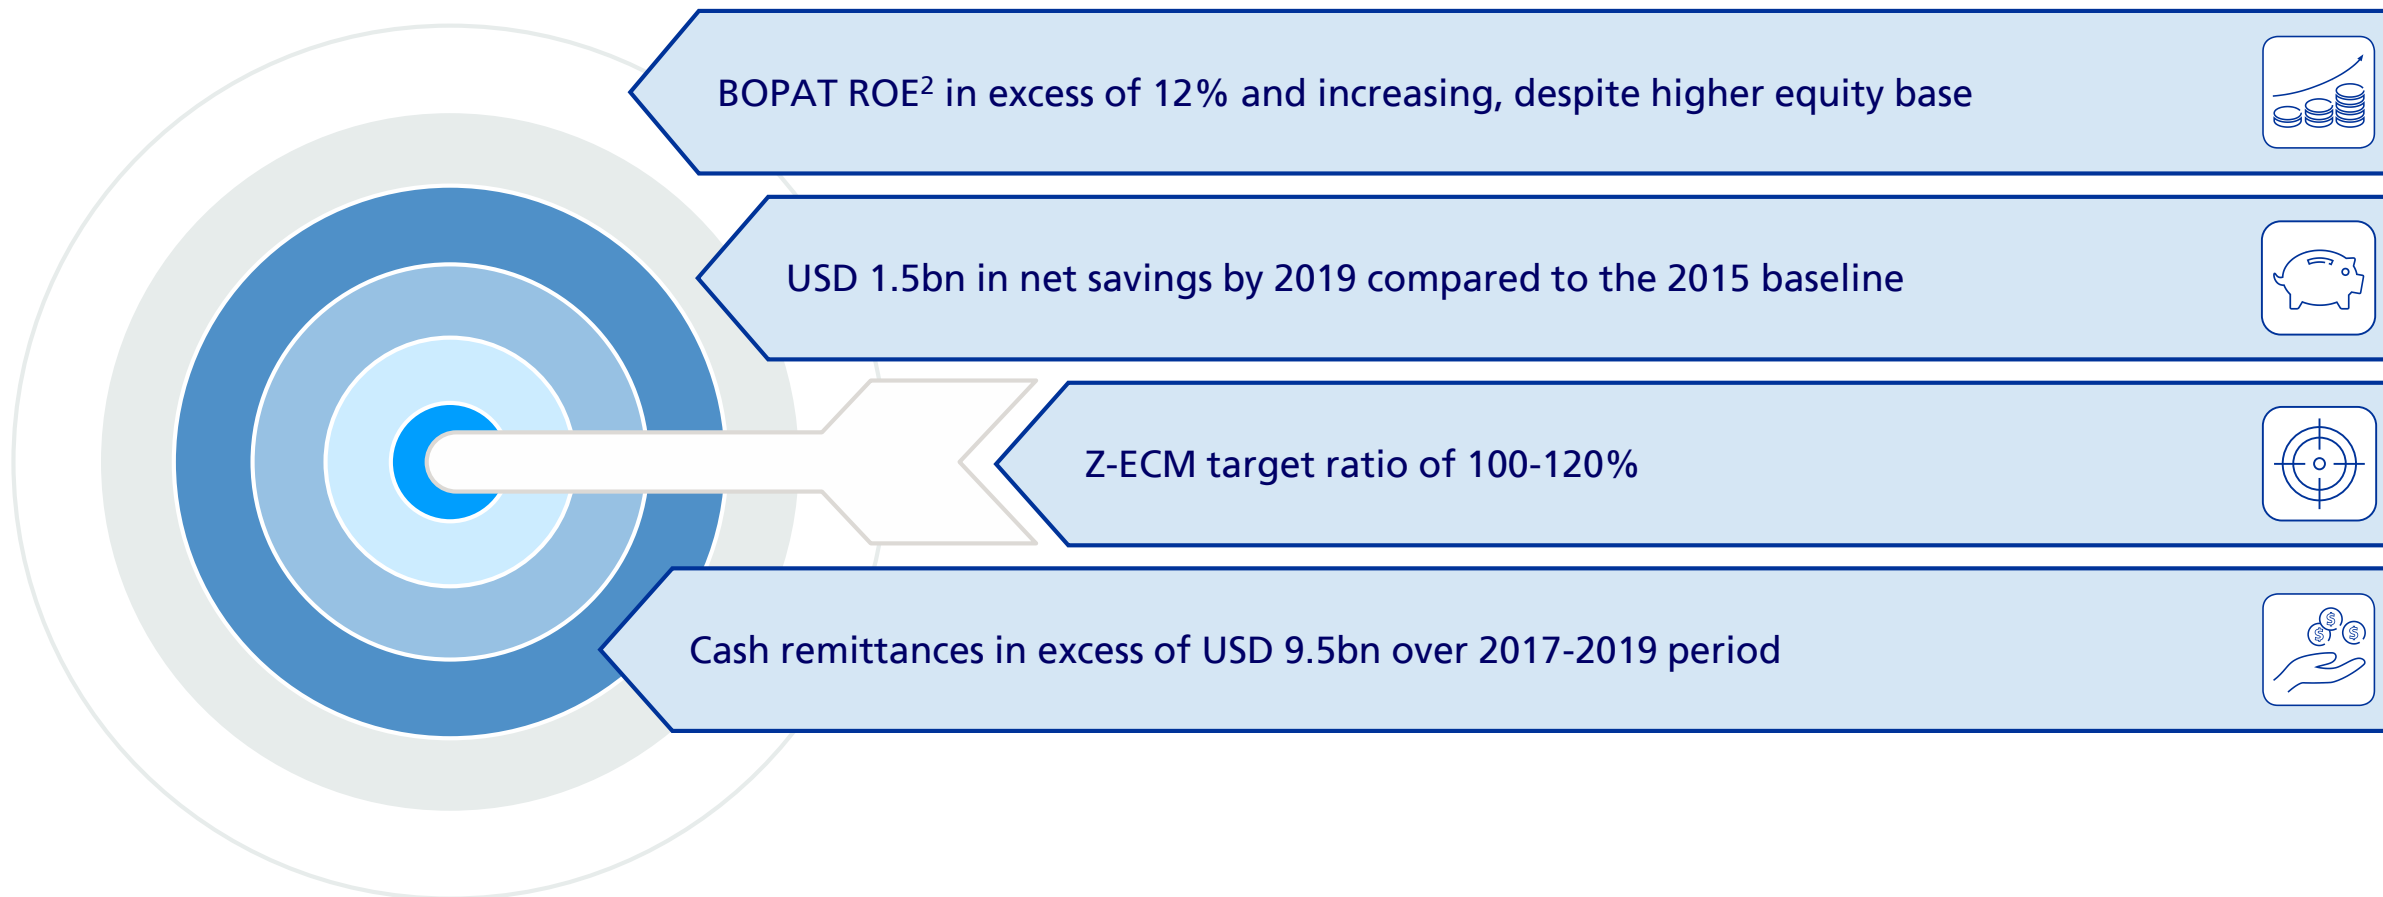 BOPAT ROE² in excess of 12% and increasing, despite higher equity base
USD 1.5bn in net savings by 2019 compared to the 2015 baseline
Z-ECM target ratio of 100-120%
Cash remittances in excess of USD 9.5bn over 2017-2019 period
$
$
$